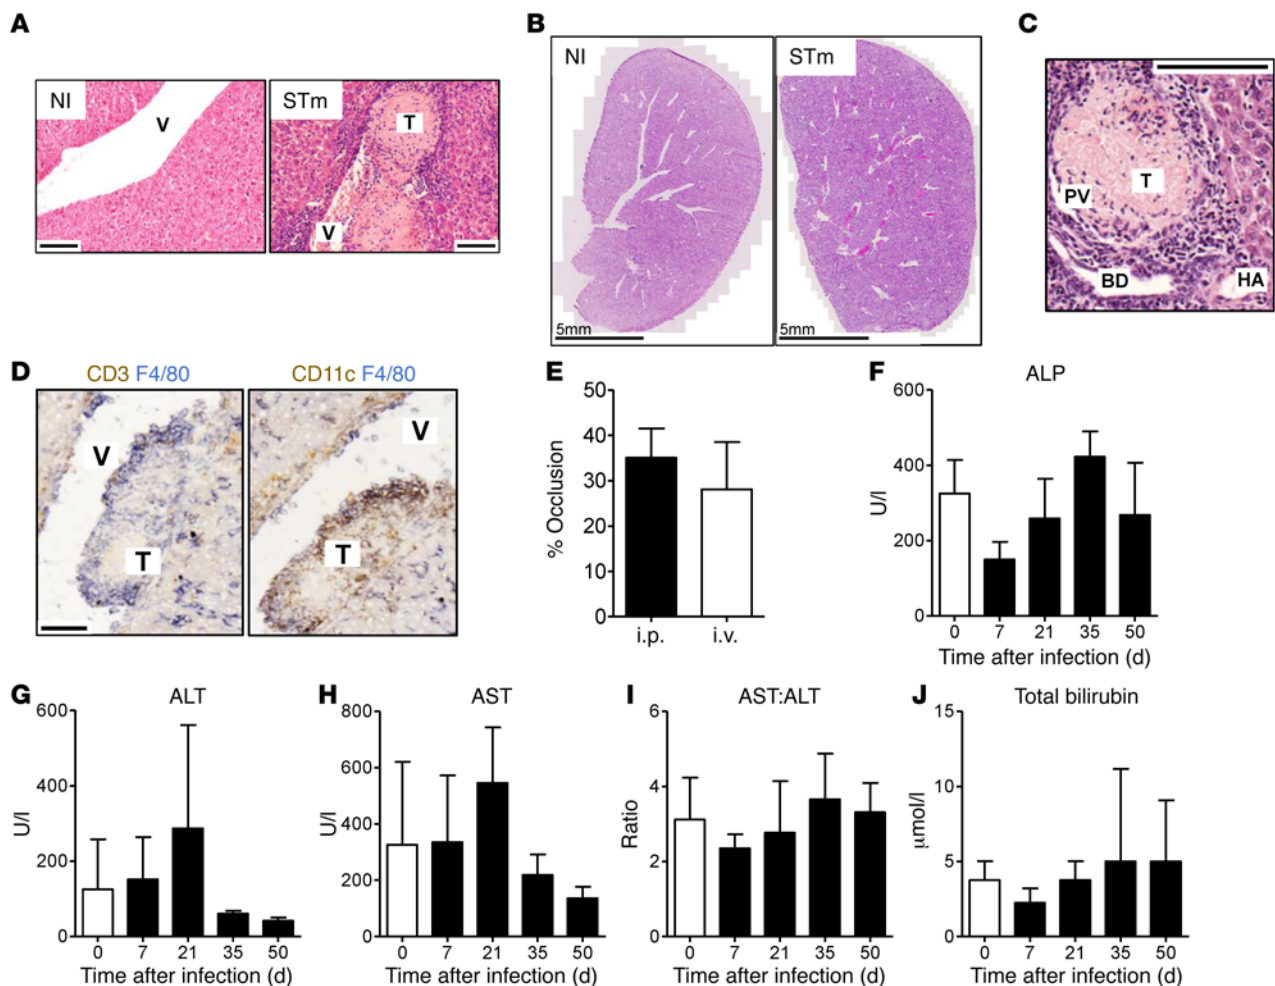 A
NI
V
STm
T
V
B
NI
5mm
STm
5mm
C
T
PV
BD
HA
D
CD3 F4/80
V
T
CD11c F4/80
V
T
E
% Occlusion
50
40
30
20
10
0
i.p. i.v.
F
ALP
U/l
600
400
200
0
0 7 21 35 50
Time after infection (d)
G
ALT
U/l
600
400
200
0
0 7 21 35 50
Time after infection (d)
H
AST
U/l
800
600
400
200
0
0 7 21 35 50
Time after infection (d)
I
AST:ALT
Ratio
6
4
2
0
0 7 21 35 50
Time after infection (d)
J
Total bilirubin
µmol/l
15
10
5
0
0 7 21 35 50
Time after infection (d)